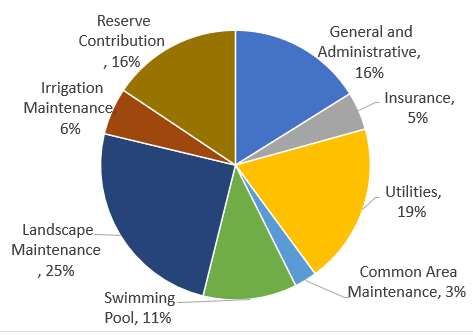 Reserve
Contribution
, 16%
General and
Administrative,
16%
Insurance,
5%
Utilities,
19%
Common Area
Maintenance, 3%
Swimming
Pool, 11%
Landscape
Maintenance
, 25%
Irrigation
Maintenance,
6%